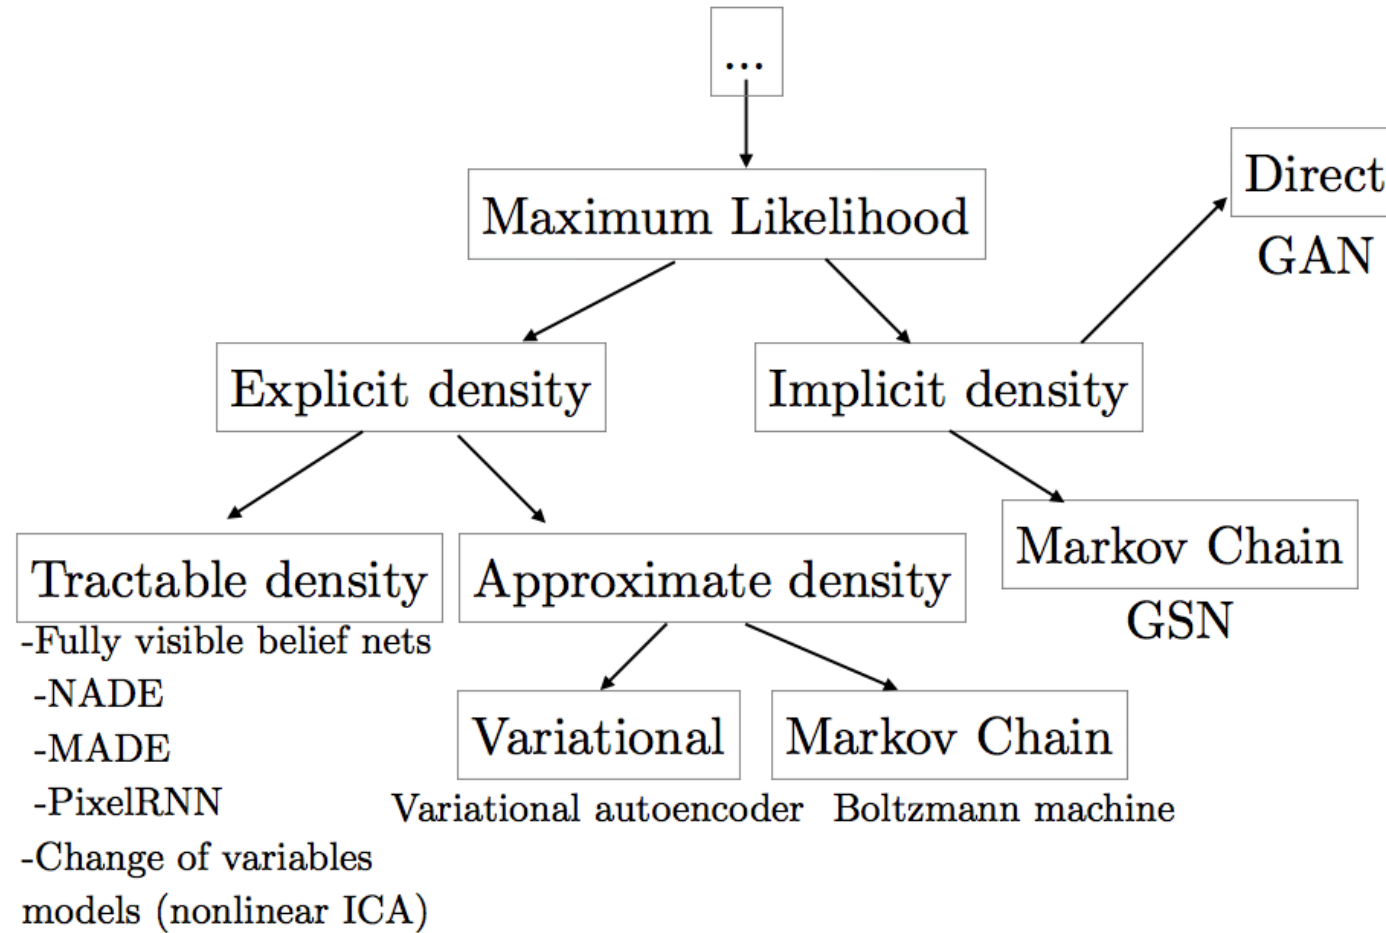 ...
Maximum Likelihood
Direct
GAN
Explicit density
Implicit density
Tractable density
-Fully visible belief nets
-NADE
-MADE
-PixelRNN
-Change of variables
models (nonlinear ICA)
Approximate density
Variational
Variational autoencoder
Markov Chain
Boltzmann machine
Markov Chain
GSN